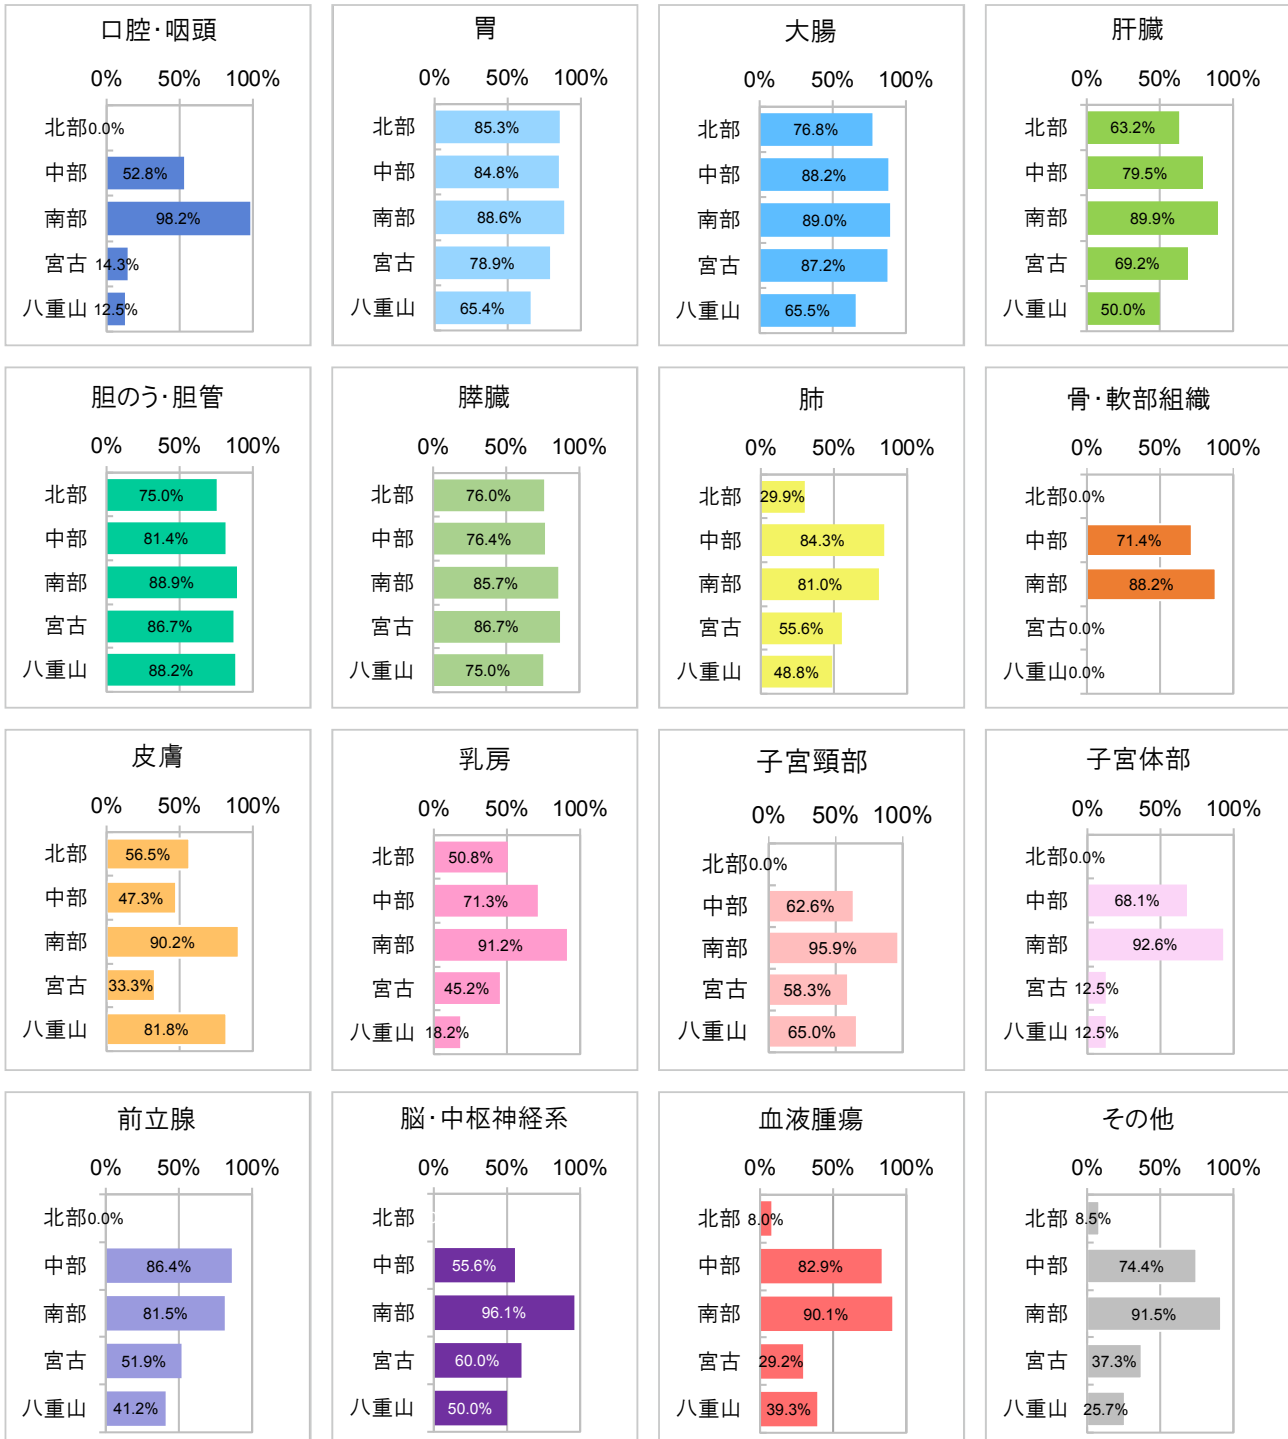 口腔・咽頭
0% 50% 100%
北部 0.0%
中部 52.8%
南部 98.2%
宮古 14.3%
八重山 12.5%
胃
0% 50% 100%
北部 85.3%
中部 84.8%
南部 88.6%
宮古 78.9%
八重山 65.4%
大腸
0% 50% 100%
北部 76.8%
中部 88.2%
南部 89.0%
宮古 87.2%
八重山 65.5%
肝臓
0% 50% 100%
北部 63.2%
中部 79.5%
南部 89.9%
宮古 69.2%
八重山 50.0%
胆のう・胆管
0% 50% 100%
北部 75.0%
中部 81.4%
南部 88.9%
宮古 86.7%
八重山 88.2%
膵臓
0% 50% 100%
北部 76.0%
中部 76.4%
南部 85.7%
宮古 86.7%
八重山 75.0%
肺
0% 50% 100%
北部 29.9%
中部 84.3%
南部 81.0%
宮古 55.6%
八重山 48.8%
骨・軟部組織
0% 50% 100%
北部 0.0%
中部 71.4%
南部 88.2%
宮古 0.0%
八重山 0.0%
皮膚
0% 50% 100%
北部 56.5%
中部 47.3%
南部 90.2%
宮古 33.3%
八重山 81.8%
乳房
0% 50% 100%
北部 50.8%
中部 71.3%
南部 91.2%
宮古 45.2%
八重山 18.2%
子宮頸部
0% 50% 100%
北部 0.0%
中部 62.6%
南部 95.9%
宮古 58.3%
八重山 65.0%
子宮体部
0% 50% 100%
北部 0.0%
中部 68.1%
南部 92.6%
宮古 12.5%
八重山 12.5%
前立腺
0% 50% 100%
北部 0.0%
中部 86.4%
南部 81.5%
宮古 51.9%
八重山 41.2%
脳・中枢神経系
0% 50% 100%
北部
中部 55.6%
南部 96.1%
宮古 60.0%
八重山 50.0%
血液腫瘍
0% 50% 100%
北部 8.0%
中部 82.9%
南部 90.1%
宮古 29.2%
八重山 39.3%
その他
0% 50% 100%
北部 8.5%
中部 74.4%
南部 91.5%
宮古 37.3%
八重山 25.7%